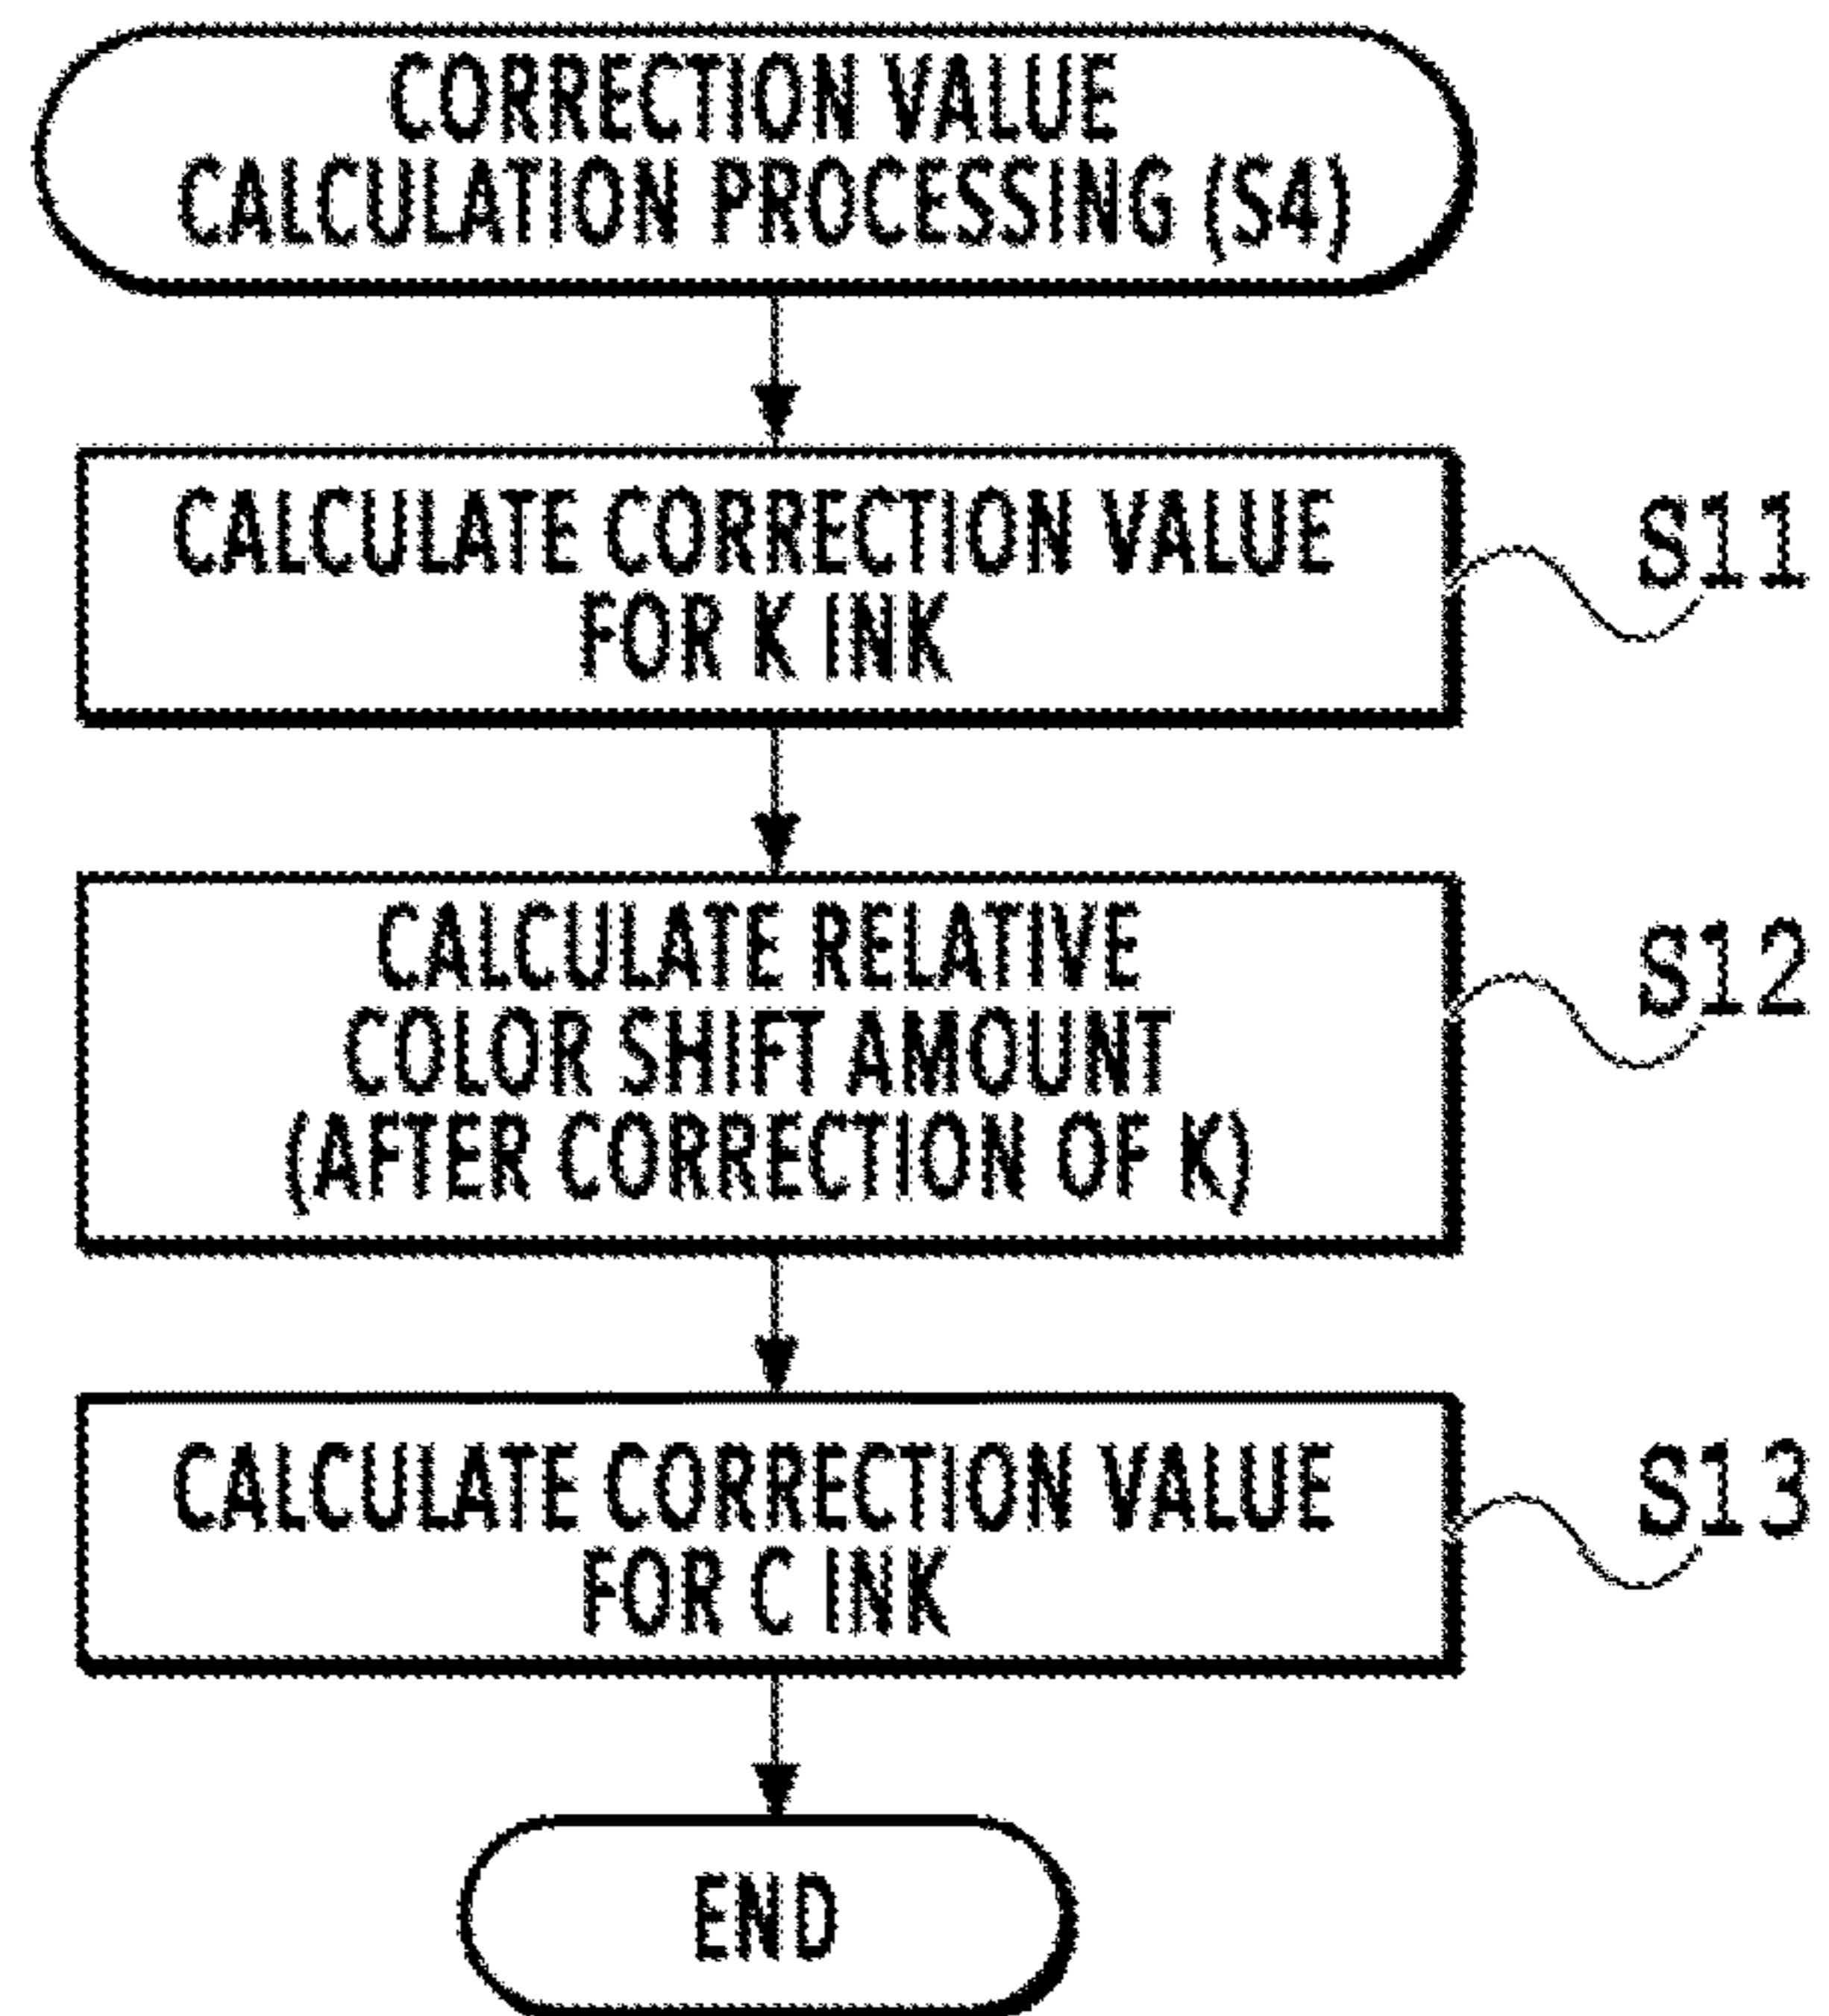 CORRECTION VALUE
CALCULATION PROCESSING (S4)
CALCULATE CORRECTION VALUE
FOR K INK
S11
CALCULATE RELATIVE
COLOR SHIFT AMOUNT
(AFTER CORRECTION OF K)
S12
CALCULATE CORRECTION VALUE
FOR C INK
S13
END